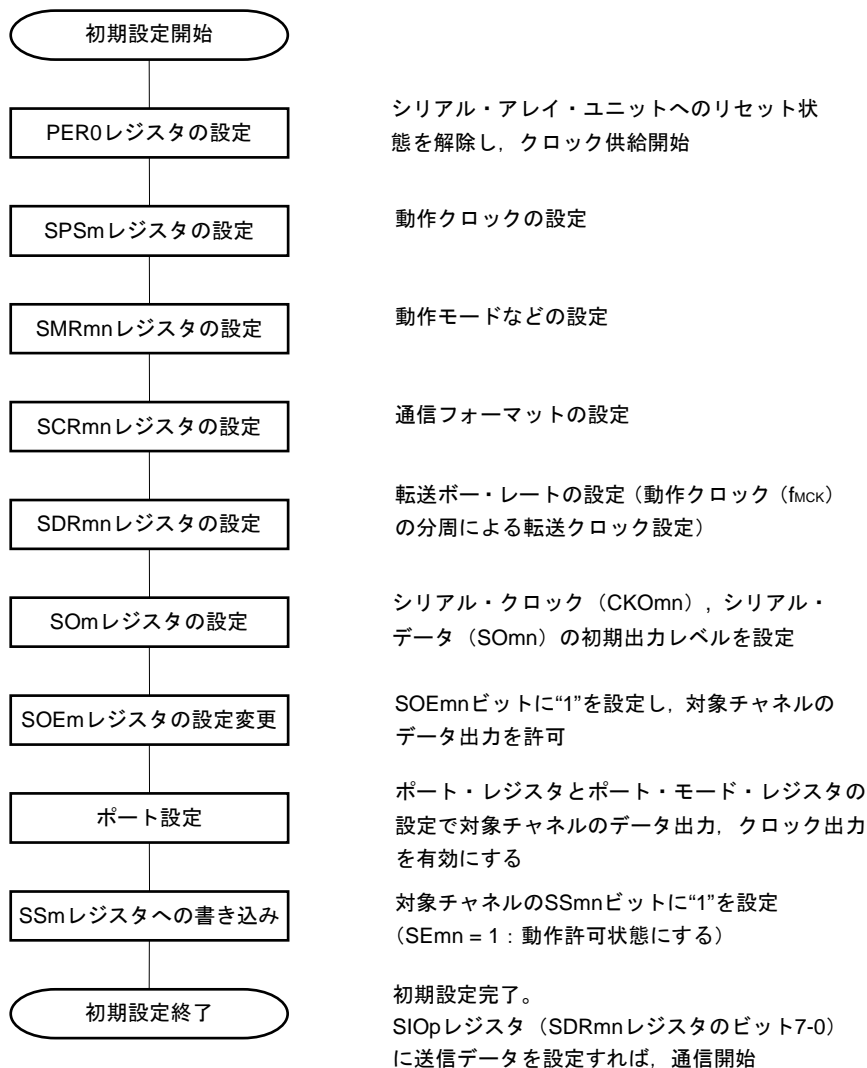 初期設定開始
PER0レジスタの設定
シリアル・アレイ・ユニットへのリセット状
態を解除し，クロック供給開始
SPSmレジスタの設定
動作クロックの設定
SMRmnレジスタの設定
動作モードなどの設定
SCRmnレジスタの設定
通信フォーマットの設定
SDRmnレジスタの設定
転送ボー・レートの設定（動作クロック（fMCK）
の分周による転送クロック設定）
SOmレジスタの設定
シリアル・クロック（CKOmn），シリアル・
データ（SOmn）の初期出力レベルを設定
SOEmレジスタの設定変更
SOEmnビットに“1”を設定し，対象チャネルの
データ出力を許可
ポート設定
ポート・レジスタとポート・モード・レジスタの
設定で対象チャネルのデータ出力，クロック出力
を有効にする
SSmレジスタへの書き込み
対象チャネルのSSmnビットに“1”を設定
（SEmn = 1：動作許可状態にする）
初期設定終了
初期設定完了。
SIOpレジスタ（SDRmnレジスタのビット7-0）
に送信データを設定すれば，通信開始